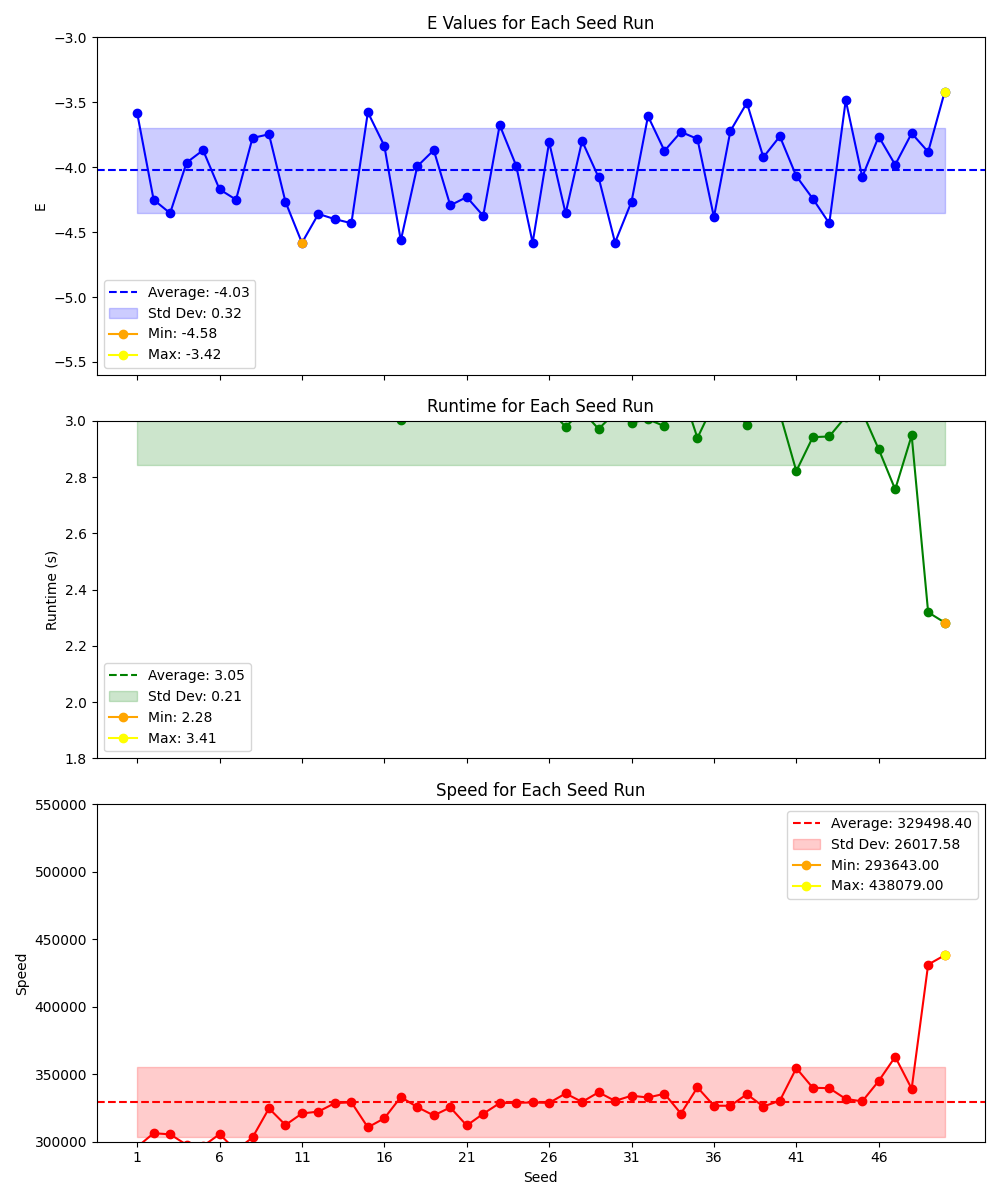 E Values for Each Seed Run
−3.0
−3.5
−4.0
−4.5
−5.0
−5.5
E
Average: -4.03
Std Dev: 0.32
Min: -4.58
Max: -3.42
Runtime for Each Seed Run
3.0
2.8
2.6
2.4
2.2
2.0
1.8
Runtime (s)
Average: 3.05
Std Dev: 0.21
Min: 2.28
Max: 3.41
Speed for Each Seed Run
550000
500000
450000
400000
350000
300000
Speed
Average: 329498.40
Std Dev: 26017.58
Min: 293643.00
Max: 438079.00
1 6 11 16 21 26 31 36 41 46
Seed